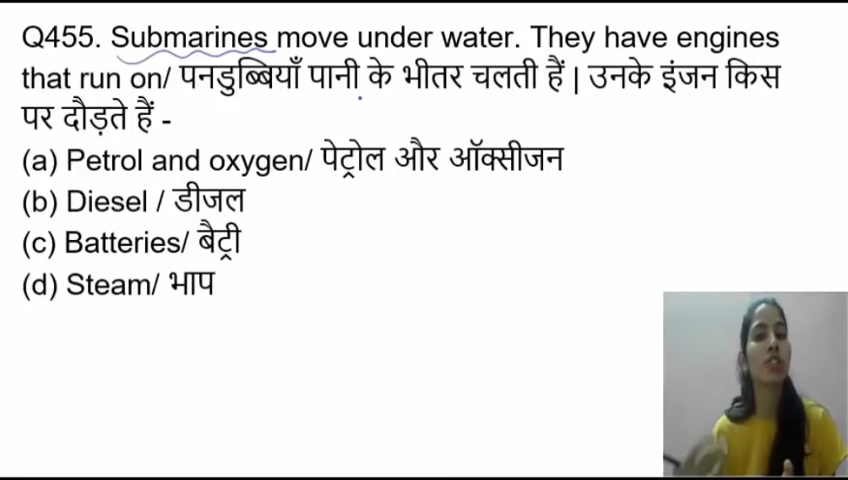 Q455. Submarines move under water. They have engines
that run on/ पनडुब्बियाँ पानी के भीतर चलती हैं | उनके इंजन किस
पर दौड़ते हैं -
(a) Petrol and oxygen/ पेट्रोल और ऑक्सीजन
(b) Diesel / डीजल
(c) Batteries/ बैट्री
(d) Steam/ भाप